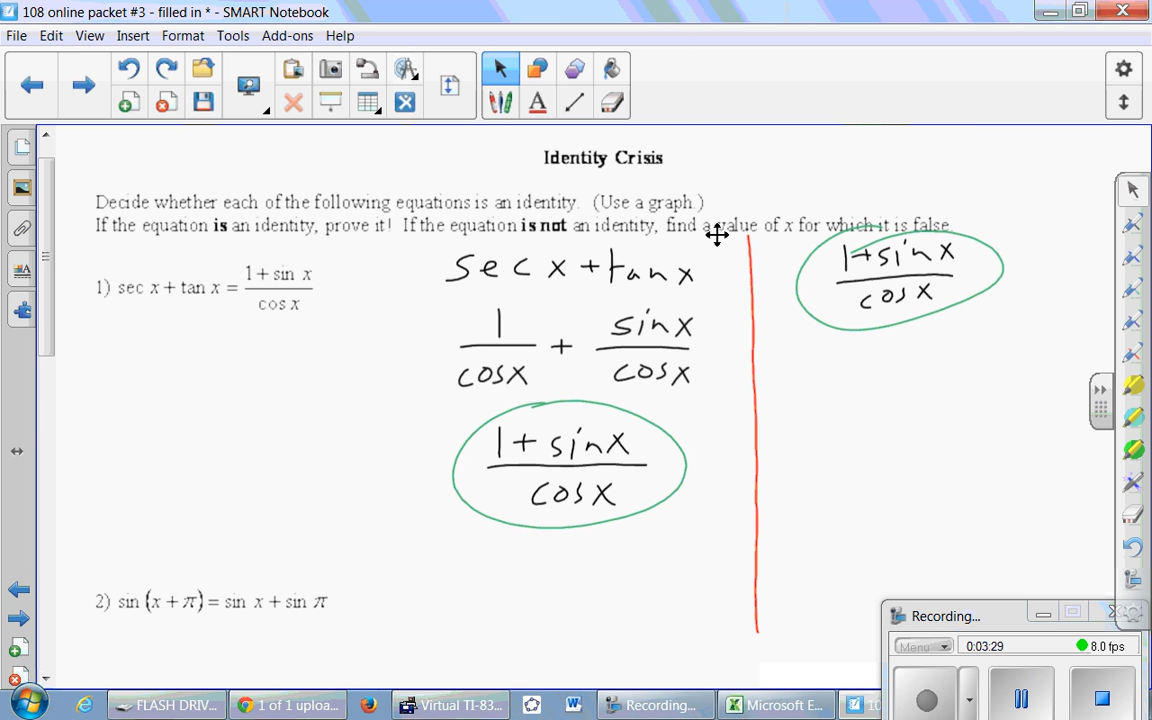 108 online packet #3 - filled in * - SMART Notebook
File Edit View Insert Format Tools Add-ons Help
Identity Crisis
Decide whether each of the following equations is an identity. (Use a graph.)
If the equation is an identity, prove it! If the equation is not an identity, find a value of x for which it is false.
1) sec x + tan x = (1 + sin x)/(cos x)
sec x + tan x
1/cos x + sin x/cos x
(1 + sin x)/cos x
(1 + sin x)/cos x
2) sin (x + π) = sin x + sin π
Recording...
Menu 0:03:29 8.0 fps
FLASH DRIV... 1 of 1 uploa... Virtual TI-83... Recording... Microsoft E... 10